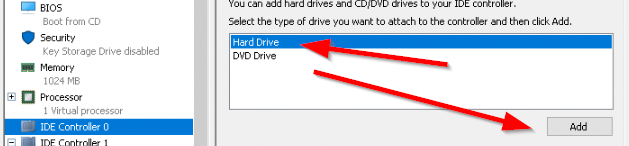 BIOS
Boot from CD
Security
Key Storage Drive disabled
Memory
1024 MB
Processor
1 Virtual processor
IDE Controller 0
IDE Controller 1
You can add hard drives and CD/DVD drives to your IDE controller.
Select the type of drive you want to attach to the controller and then click Add.
Hard Drive
DVD Drive
Add